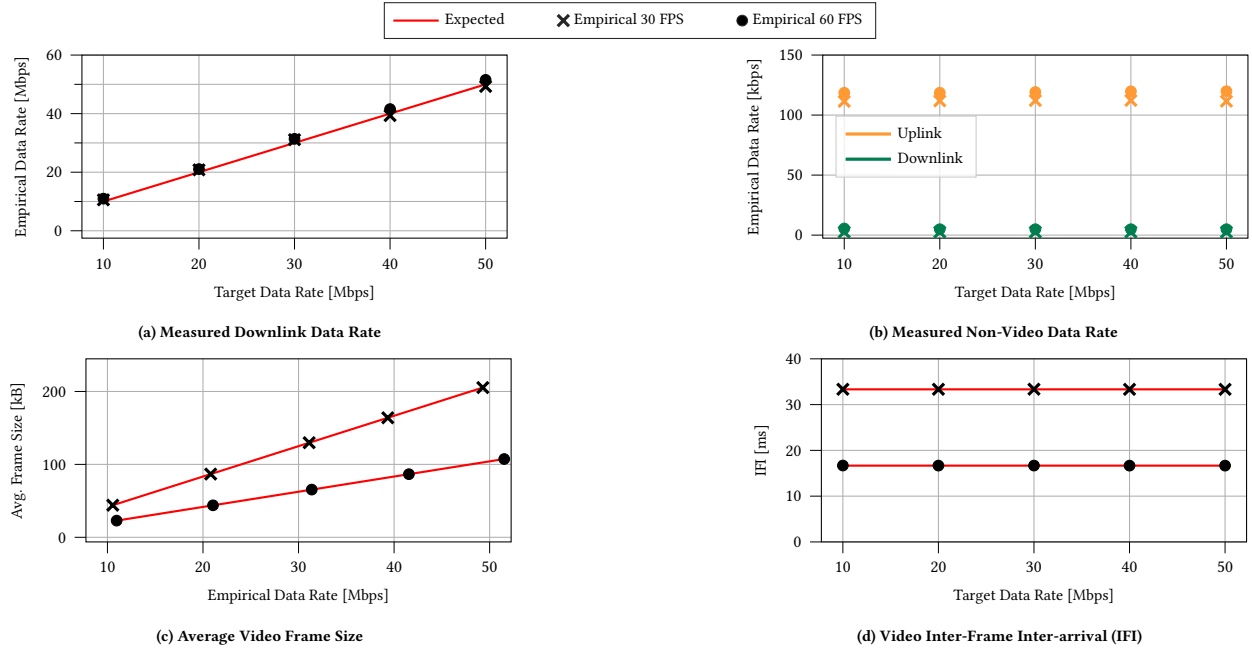 Expected
Empirical 30 FPS
Empirical 60 FPS
Empirical Data Rate [Mbps]
60
40
20
0
10 20 30 40 50
Target Data Rate [Mbps]
(a) Measured Downlink Data Rate
Empirical Data Rate [kbps]
150
100
50
0
Uplink
Downlink
10 20 30 40 50
Target Data Rate [Mbps]
(b) Measured Non-Video Data Rate
Avg. Frame Size [kB]
200
100
0
10 20 30 40 50
Empirical Data Rate [Mbps]
(c) Average Video Frame Size
IFI [ms]
40
30
20
10
0
10 20 30 40 50
Target Data Rate [Mbps]
(d) Video Inter-Frame Inter-arrival (IFI)